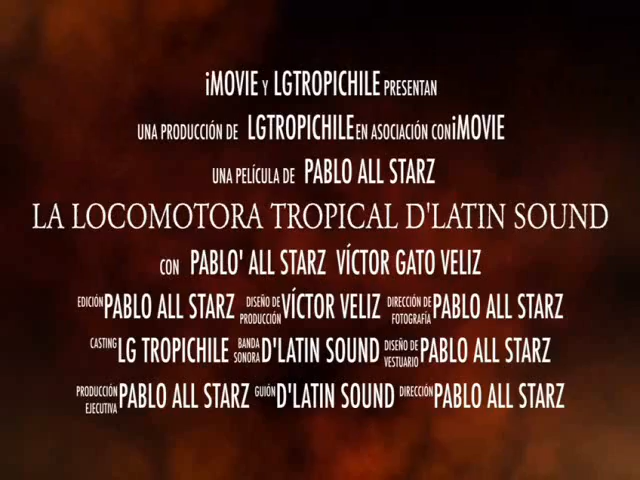 iMOVIE Y LGTROPICHILE PRESENTAN
UNA PRODUCCIÓN DE LGTROPICHILE EN ASOCIACIÓN CON iMOVIE
UNA PELÍCULA DE PABLO ALL STARZ
LA LOCOMOTORA TROPICAL D'LATIN SOUND
CON PABLO' ALL STARZ VÍCTOR GATO VELIZ
EDICIÓN PABLO ALL STARZ DISEÑO DE PRODUCCIÓN VÍCTOR VELIZ DIRECCIÓN DE FOTOGRAFÍA PABLO ALL STARZ
CASTING LG TROPICHILE BANDA SONORA D'LATIN SOUND DISEÑO DE VESTUARIO PABLO ALL STARZ
PRODUCCIÓN EJECUTIVA PABLO ALL STARZ GUIÓN D'LATIN SOUND DIRECCIÓN PABLO ALL STARZ